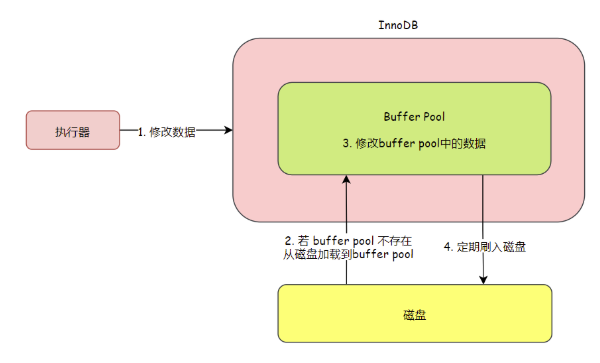 InnoDB
Buffer Pool
3. 修改buffer pool中的数据
执行器
1. 修改数据
2. 若 buffer pool 不存在
从磁盘加载到buffer pool
4. 定期刷入磁盘
磁盘